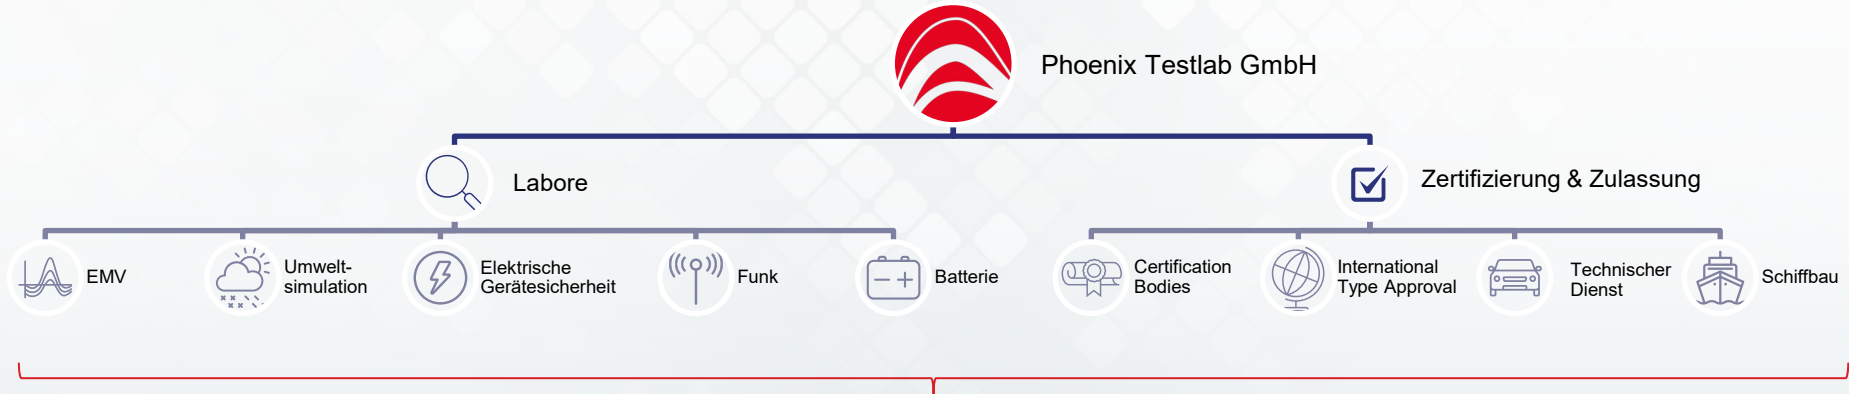 Phoenix Testlab GmbH
Labore
Zertifizierung & Zulassung
EMV
Umwelt-
simulation
Elektrische
Gerätesicherheit
Funk
Batterie
Certification
Bodies
International
Type Approval
Technischer
Dienst
Schiffbau